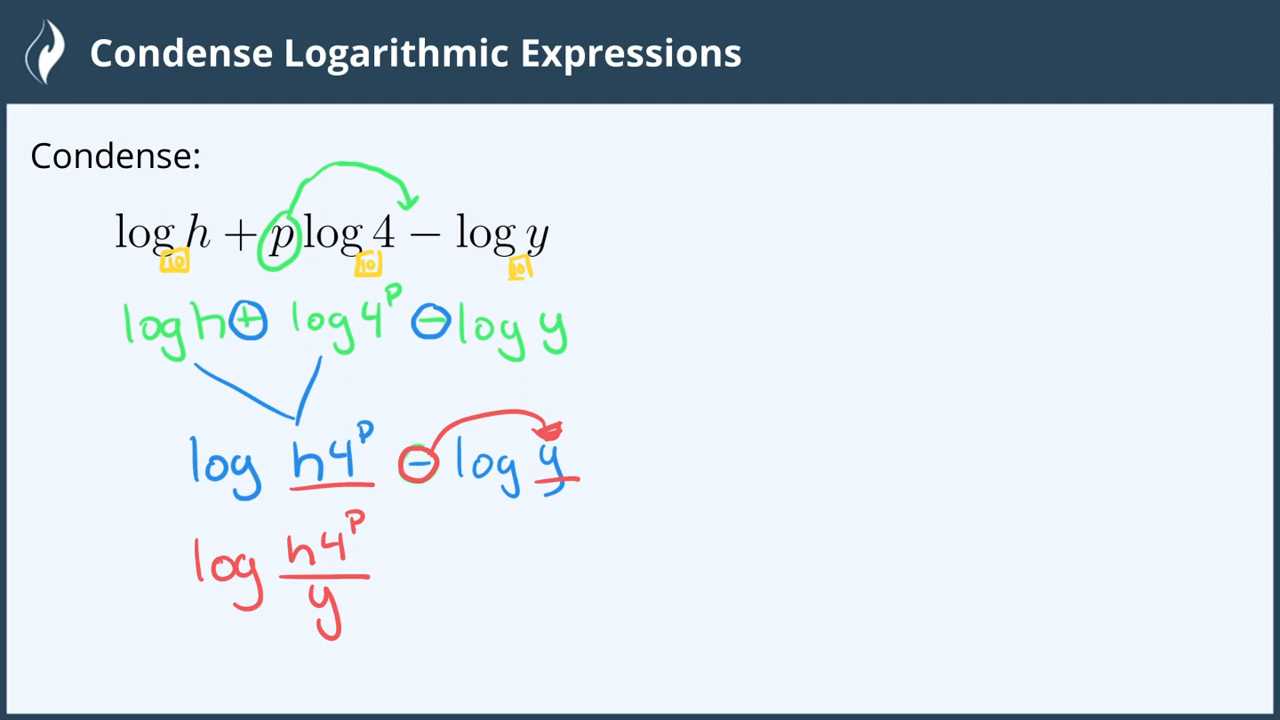 Condense Logarithmic Expressions
Condense:
log h + p log 4 − log y
10 10 10
log h + log 4^p − log y
log h4^p − log y
log h4^p
y